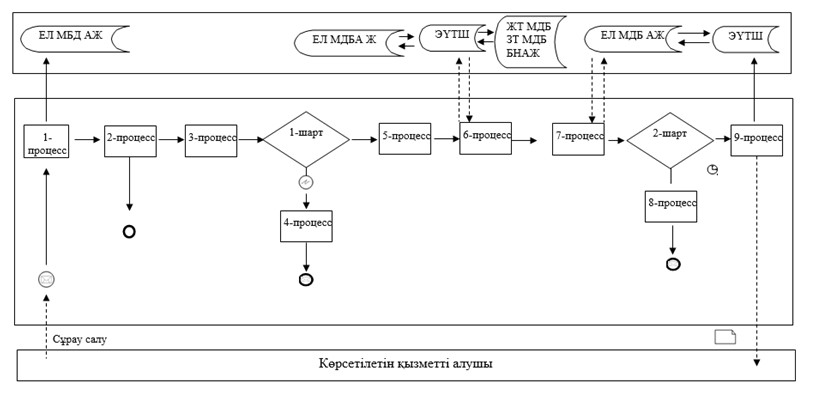 ЕЛ МБД АЖ
ЕЛ МДБА Ж
ЭҮТШ
ЖТ МДБ
ЗТ МДБ
БНАЖ
ЕЛ МДБ АЖ
ЭҮТШ
1-
процесс
2-процесс
3-процесс
1-шарт
5-процесс
6-процесс
7-процесс
2-шарт
9-процесс
4-процесс
8-процесс
Сұрау салу
Көрсетілетін қызметті алушы